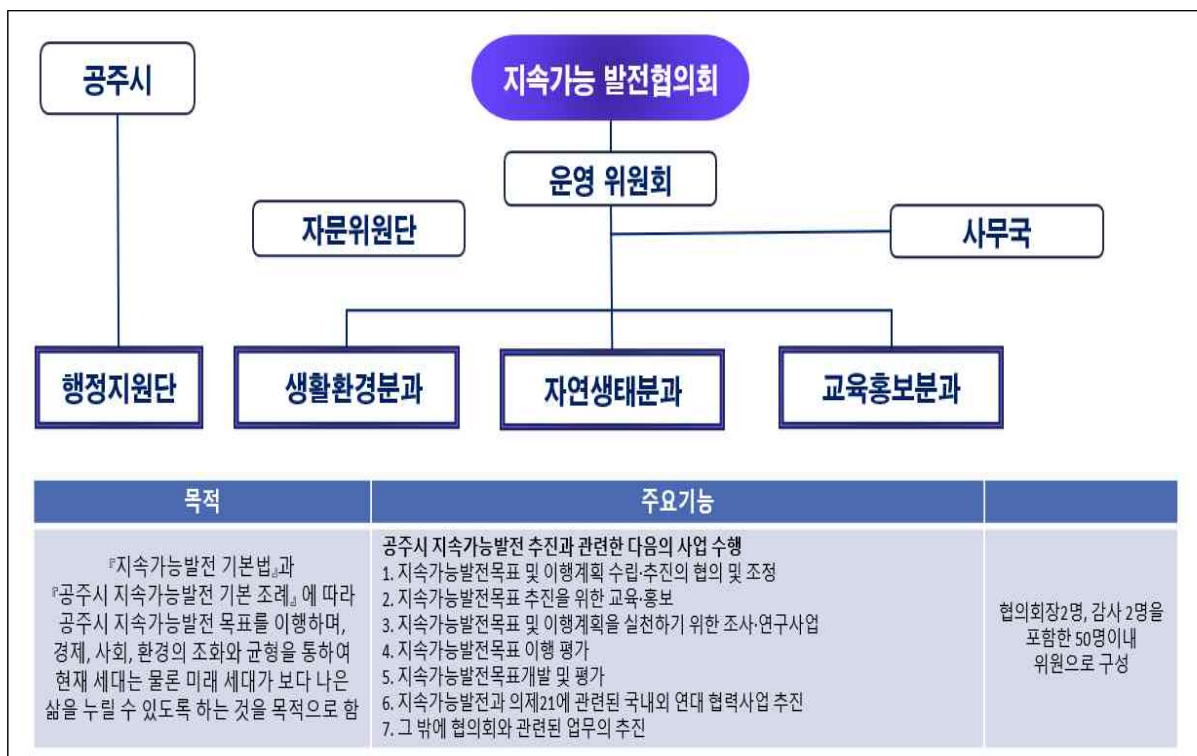 공주시
지속가능 발전협의회
운영 위원회
자문위원단
사무국
행정지원단
생활환경분과
자연생태분과
교육홍보분과
목적
주요기능
『지속가능발전 기본법』과
『공주시 지속가능발전 기본 조례』 에 따라
공주시 지속가능발전 목표를 이행하며,
경제, 사회, 환경의 조화와 균형을 통하여
현재 세대는 물론 미래 세대가 보다 나은
삶을 누릴 수 있도록 하는 것을 목적으로 함
공주시 지속가능발전 추진과 관련한 다음의 사업 수행
1. 지속가능발전목표 및 이행계획 수립·추진의 협의 및 조정
2. 지속가능발전목표 추진을 위한 교육·홍보
3. 지속가능발전목표 및 이행계획을 실천하기 위한 조사·연구사업
4. 지속가능발전목표 이행 평가
5. 지속가능발전목표개발 및 평가
6. 지속가능발전과 의제21에 관련된 국내외 연대 협력사업 추진
7. 그 밖에 협의회와 관련된 업무의 추진
협의회장2명, 감사 2명을
포함한 50명이내
위원으로 구성